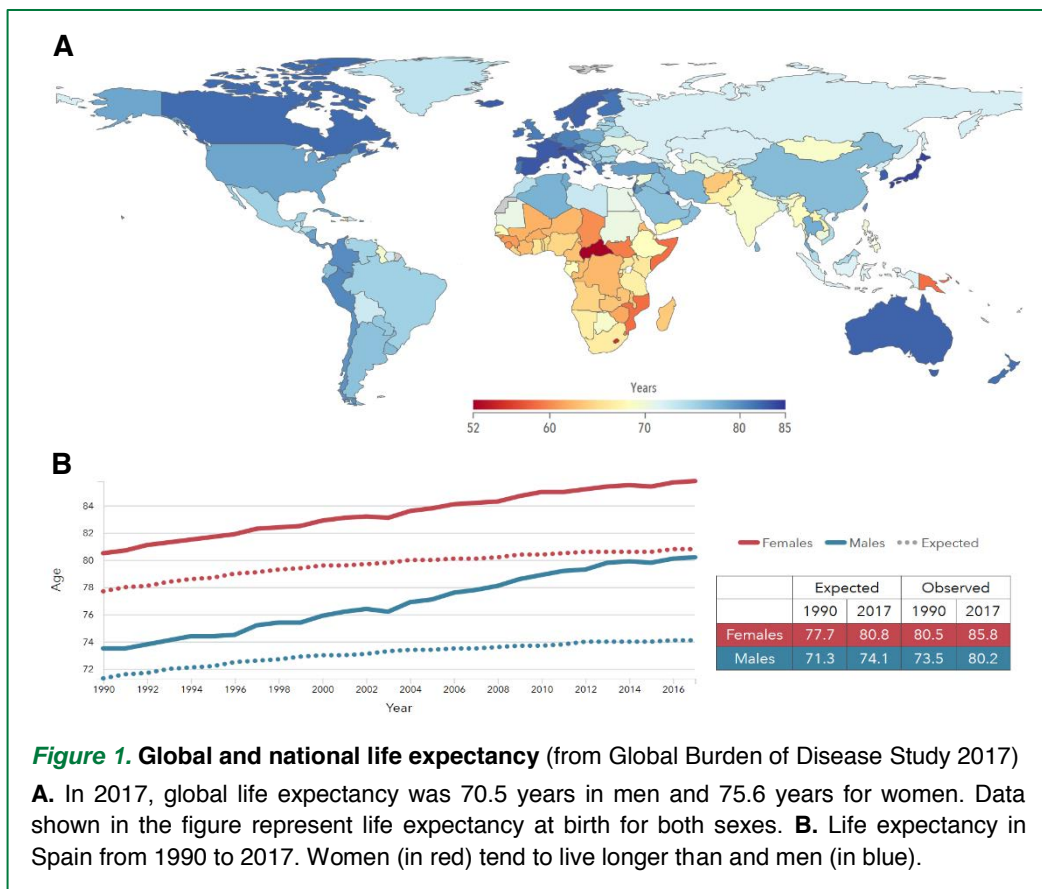 A
Years
52 60 70 80 85
B
Age
84
82
80
78
76
74
72
1990 1992 1994 1996 1998 2000 2002 2004 2006 2008 2010 2012 2014 2016
Year
Females Males Expected
Expected Observed
1990 2017 1990 2017
Females 77.7 80.8 80.5 85.8
Males 71.3 74.1 73.5 80.2
Figure 1. Global and national life expectancy (from Global Burden of Disease Study 2017)
A. In 2017, global life expectancy was 70.5 years in men and 75.6 years for women. Data
shown in the figure represent life expectancy at birth for both sexes. B. Life expectancy in
Spain from 1990 to 2017. Women (in red) tend to live longer than and men (in blue).